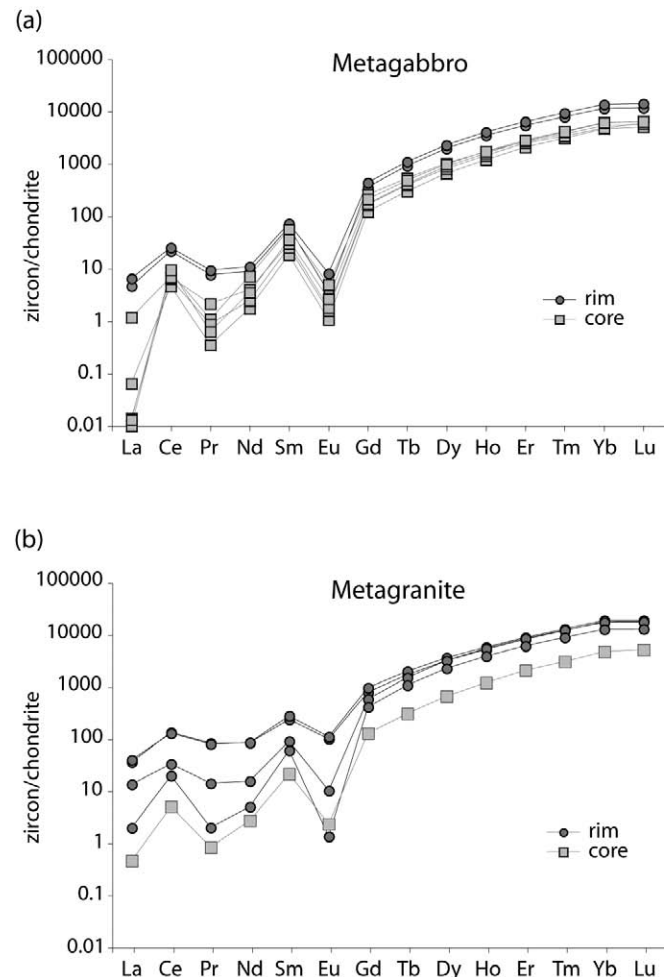 (a)
Metagabbro
zircon/chondrite
100000
10000
1000
100
10
1
0.1
0.01
rim
core
La Ce Pr Nd Sm Eu Gd Tb Dy Ho Er Tm Yb Lu
(b)
Metagranite
zircon/chondrite
100000
10000
1000
100
10
1
0.1
0.01
rim
core
La Ce Pr Nd Sm Eu Gd Tb Dy Ho Er Tm Yb Lu